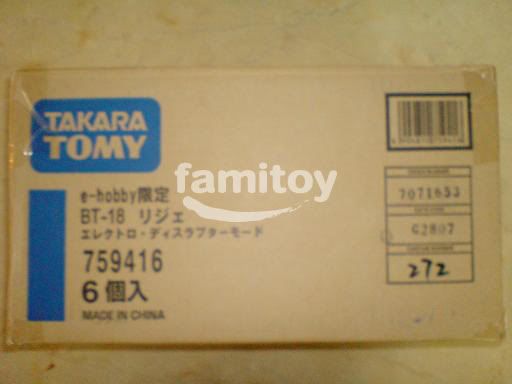 TAKARA
TOMY
famitoy
e-hobby限定
BT-18 リジェ
エレクトロ・ディスラプターモード
759416
6個入
MADE IN CHINA
7071653
G2807
272